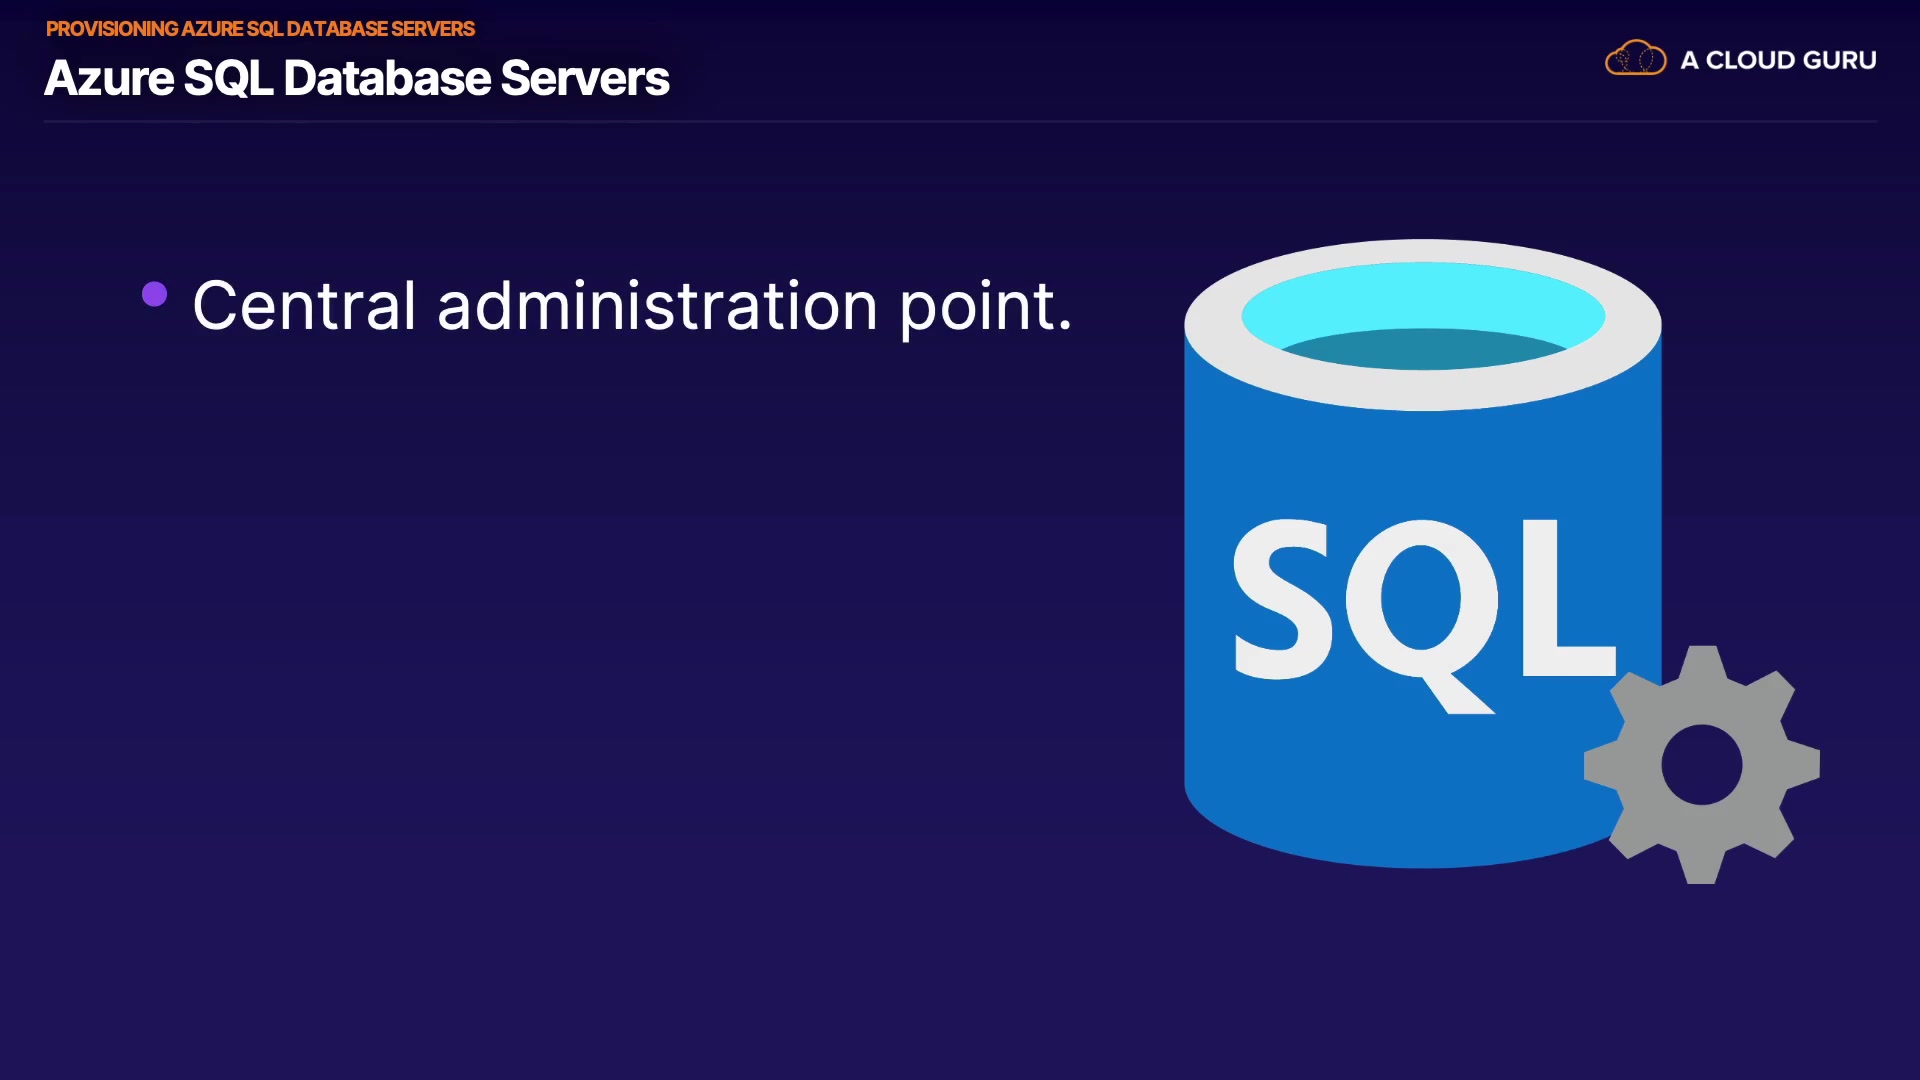 PROVISIONING AZURE SQL DATABASE SERVERS
Azure SQL Database Servers
A CLOUD GURU
Central administration point.
SQL